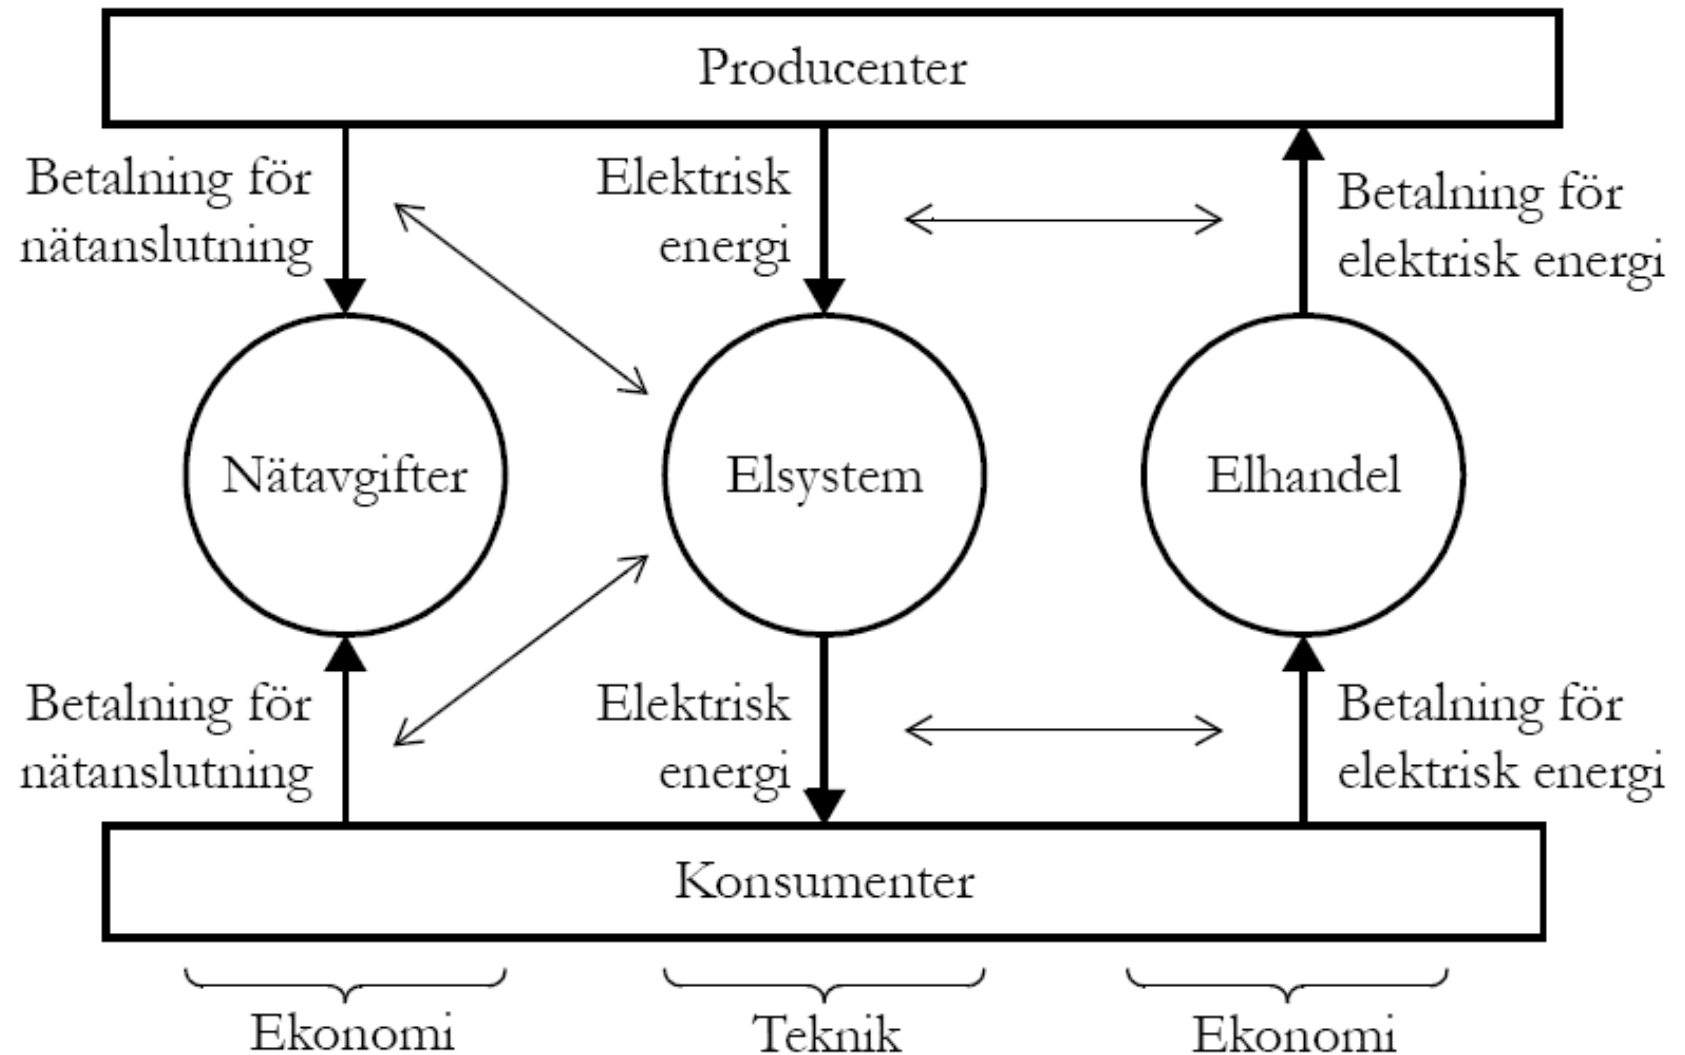 Producenter
Betalning för
nätanslutning
Elektrisk
energi
Betalning för
elektrisk energi
Nätavgifter
Elsystem
Elhandel
Betalning för
nätanslutning
Elektrisk
energi
Betalning för
elektrisk energi
Konsumenter
Ekonomi
Teknik
Ekonomi